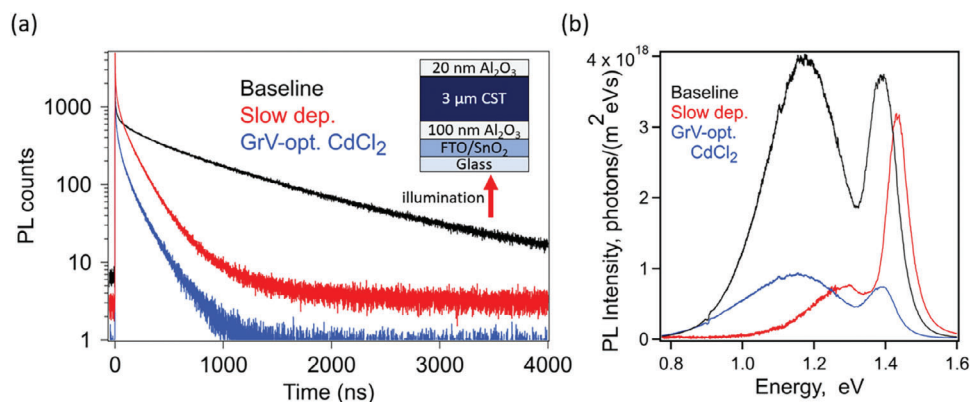 (a)
1000
100
10
1
PL counts
0
1000
2000
3000
4000
Time (ns)
Baseline
Slow dep.
GrV-opt. CdCl₂
20 nm Al₂O₃
3 µm CST
100 nm Al₂O₃
FTO/SnO₂
Glass
illumination
(b)
4 x 10¹⁸
3
2
1
0
PL Intensity, photons/(m² eVs)
0.8
1.0
1.2
1.4
1.6
Energy, eV
Baseline
Slow dep.
GrV-opt.
CdCl₂